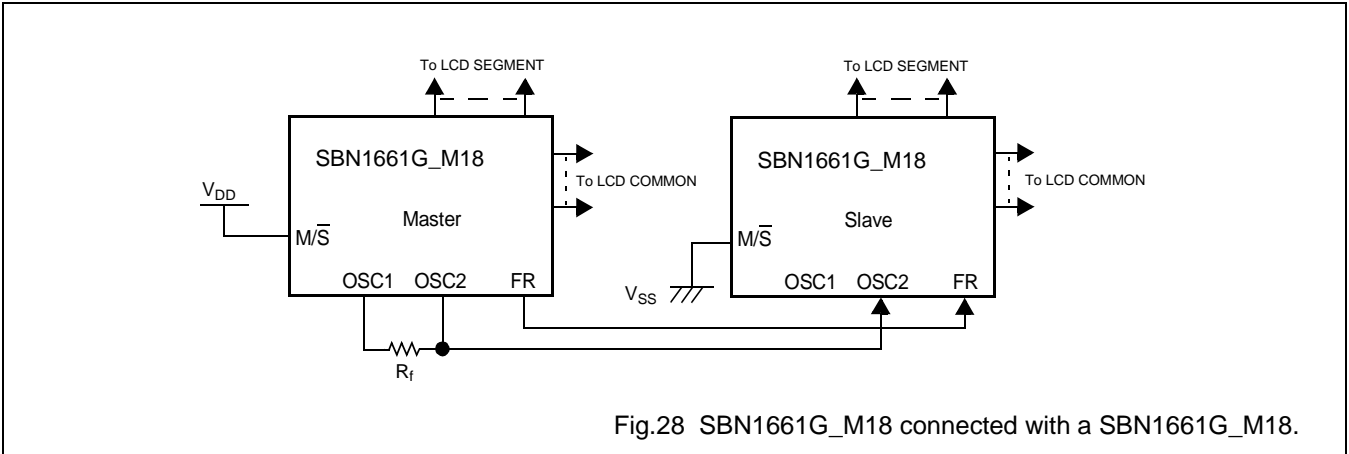 To LCD SEGMENT
SBN1661G_M18
To LCD COMMON
VDD
Master
M/S̅
OSC1 OSC2 FR
Rf
To LCD SEGMENT
SBN1661G_M18
To LCD COMMON
Slave
M/S̅
VSS
OSC1 OSC2 FR
Fig.28 SBN1661G_M18 connected with a SBN1661G_M18.